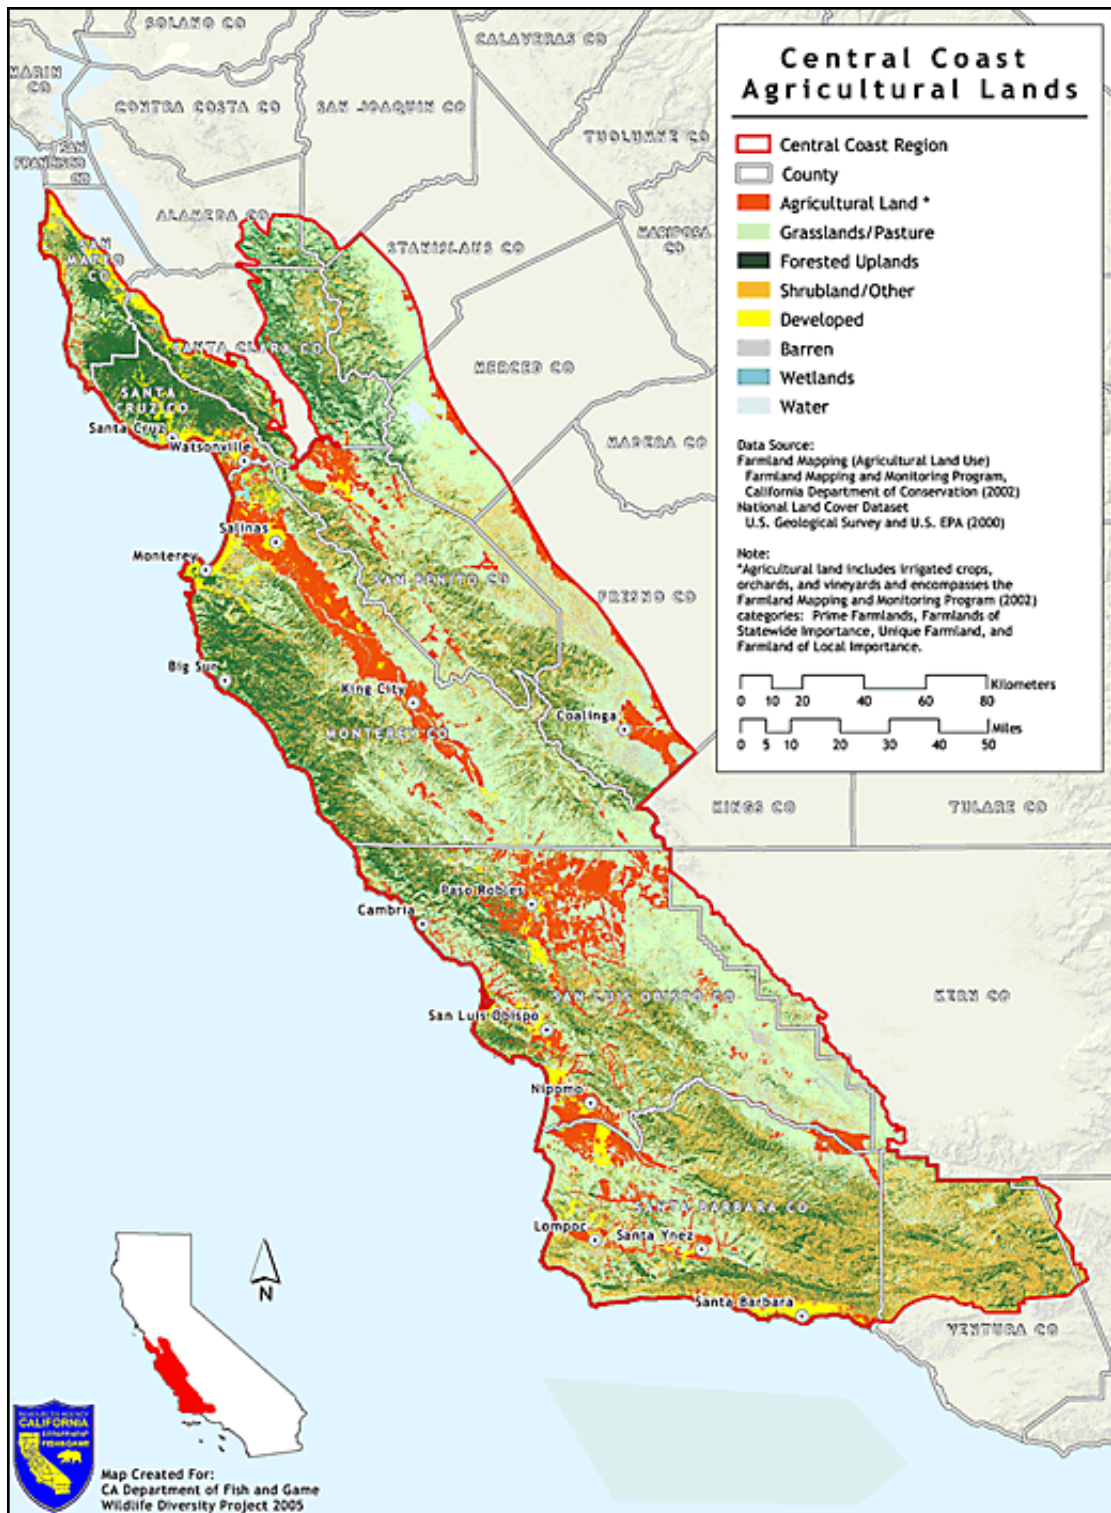 Central Coast
Agricultural Lands
Central Coast Region
County
Agricultural Land *
Grasslands/Pasture
Forested Uplands
Shrubland/Other
Developed
Barren
Wetlands
Water
Data Source:
Farmland Mapping (Agricultural Land Use)
Farmland Mapping and Monitoring Program,
California Department of Conservation (2002)
National Land Cover Dataset
U.S. Geological Survey and U.S. EPA (2000)
Note:
*Agricultural land includes irrigated crops,
orchards, and vineyards and encompasses the
Farmland Mapping and Monitoring Program (2002)
categories: Prime Farmlands, Farmlands of
Statewide Importance, Unique Farmland, and
Farmland of Local Importance.
Kilometers
0 10 20 40 60 80
Miles
0 5 10 20 30 40 50
SOLANO CO
CALAVERAS CO
MARIN
CO
CONTRA COSTA CO
SAN JOAQUIN CO
TUOLUMNE CO
SAN
FRANCISCO
CO
ALAMEDA CO
STANISLAUS CO
MARIPOSA
CO
SAN
MATEO
CO
SANTA CLARA CO
MERCED CO
SANTA
CRUZ CO
Santa Cruz
Watsonville
MADERA CO
Salinas
Monterey
SAN BENITO CO
FRESNO CO
Big Sur
King City
Coalinga
MONTEREY CO
KINGS CO
TULARE CO
Paso Robles
Cambria
SAN LUIS OBISPO CO
KERN CO
San Luis Obispo
Nipomo
SANTA BARBARA CO
Lompoc
Santa Ynez
Santa Barbara
VENTURA CO
N
CALIFORNIA
FISH & GAME
Map Created For:
CA Department of Fish and Game
Wildlife Diversity Project 2005